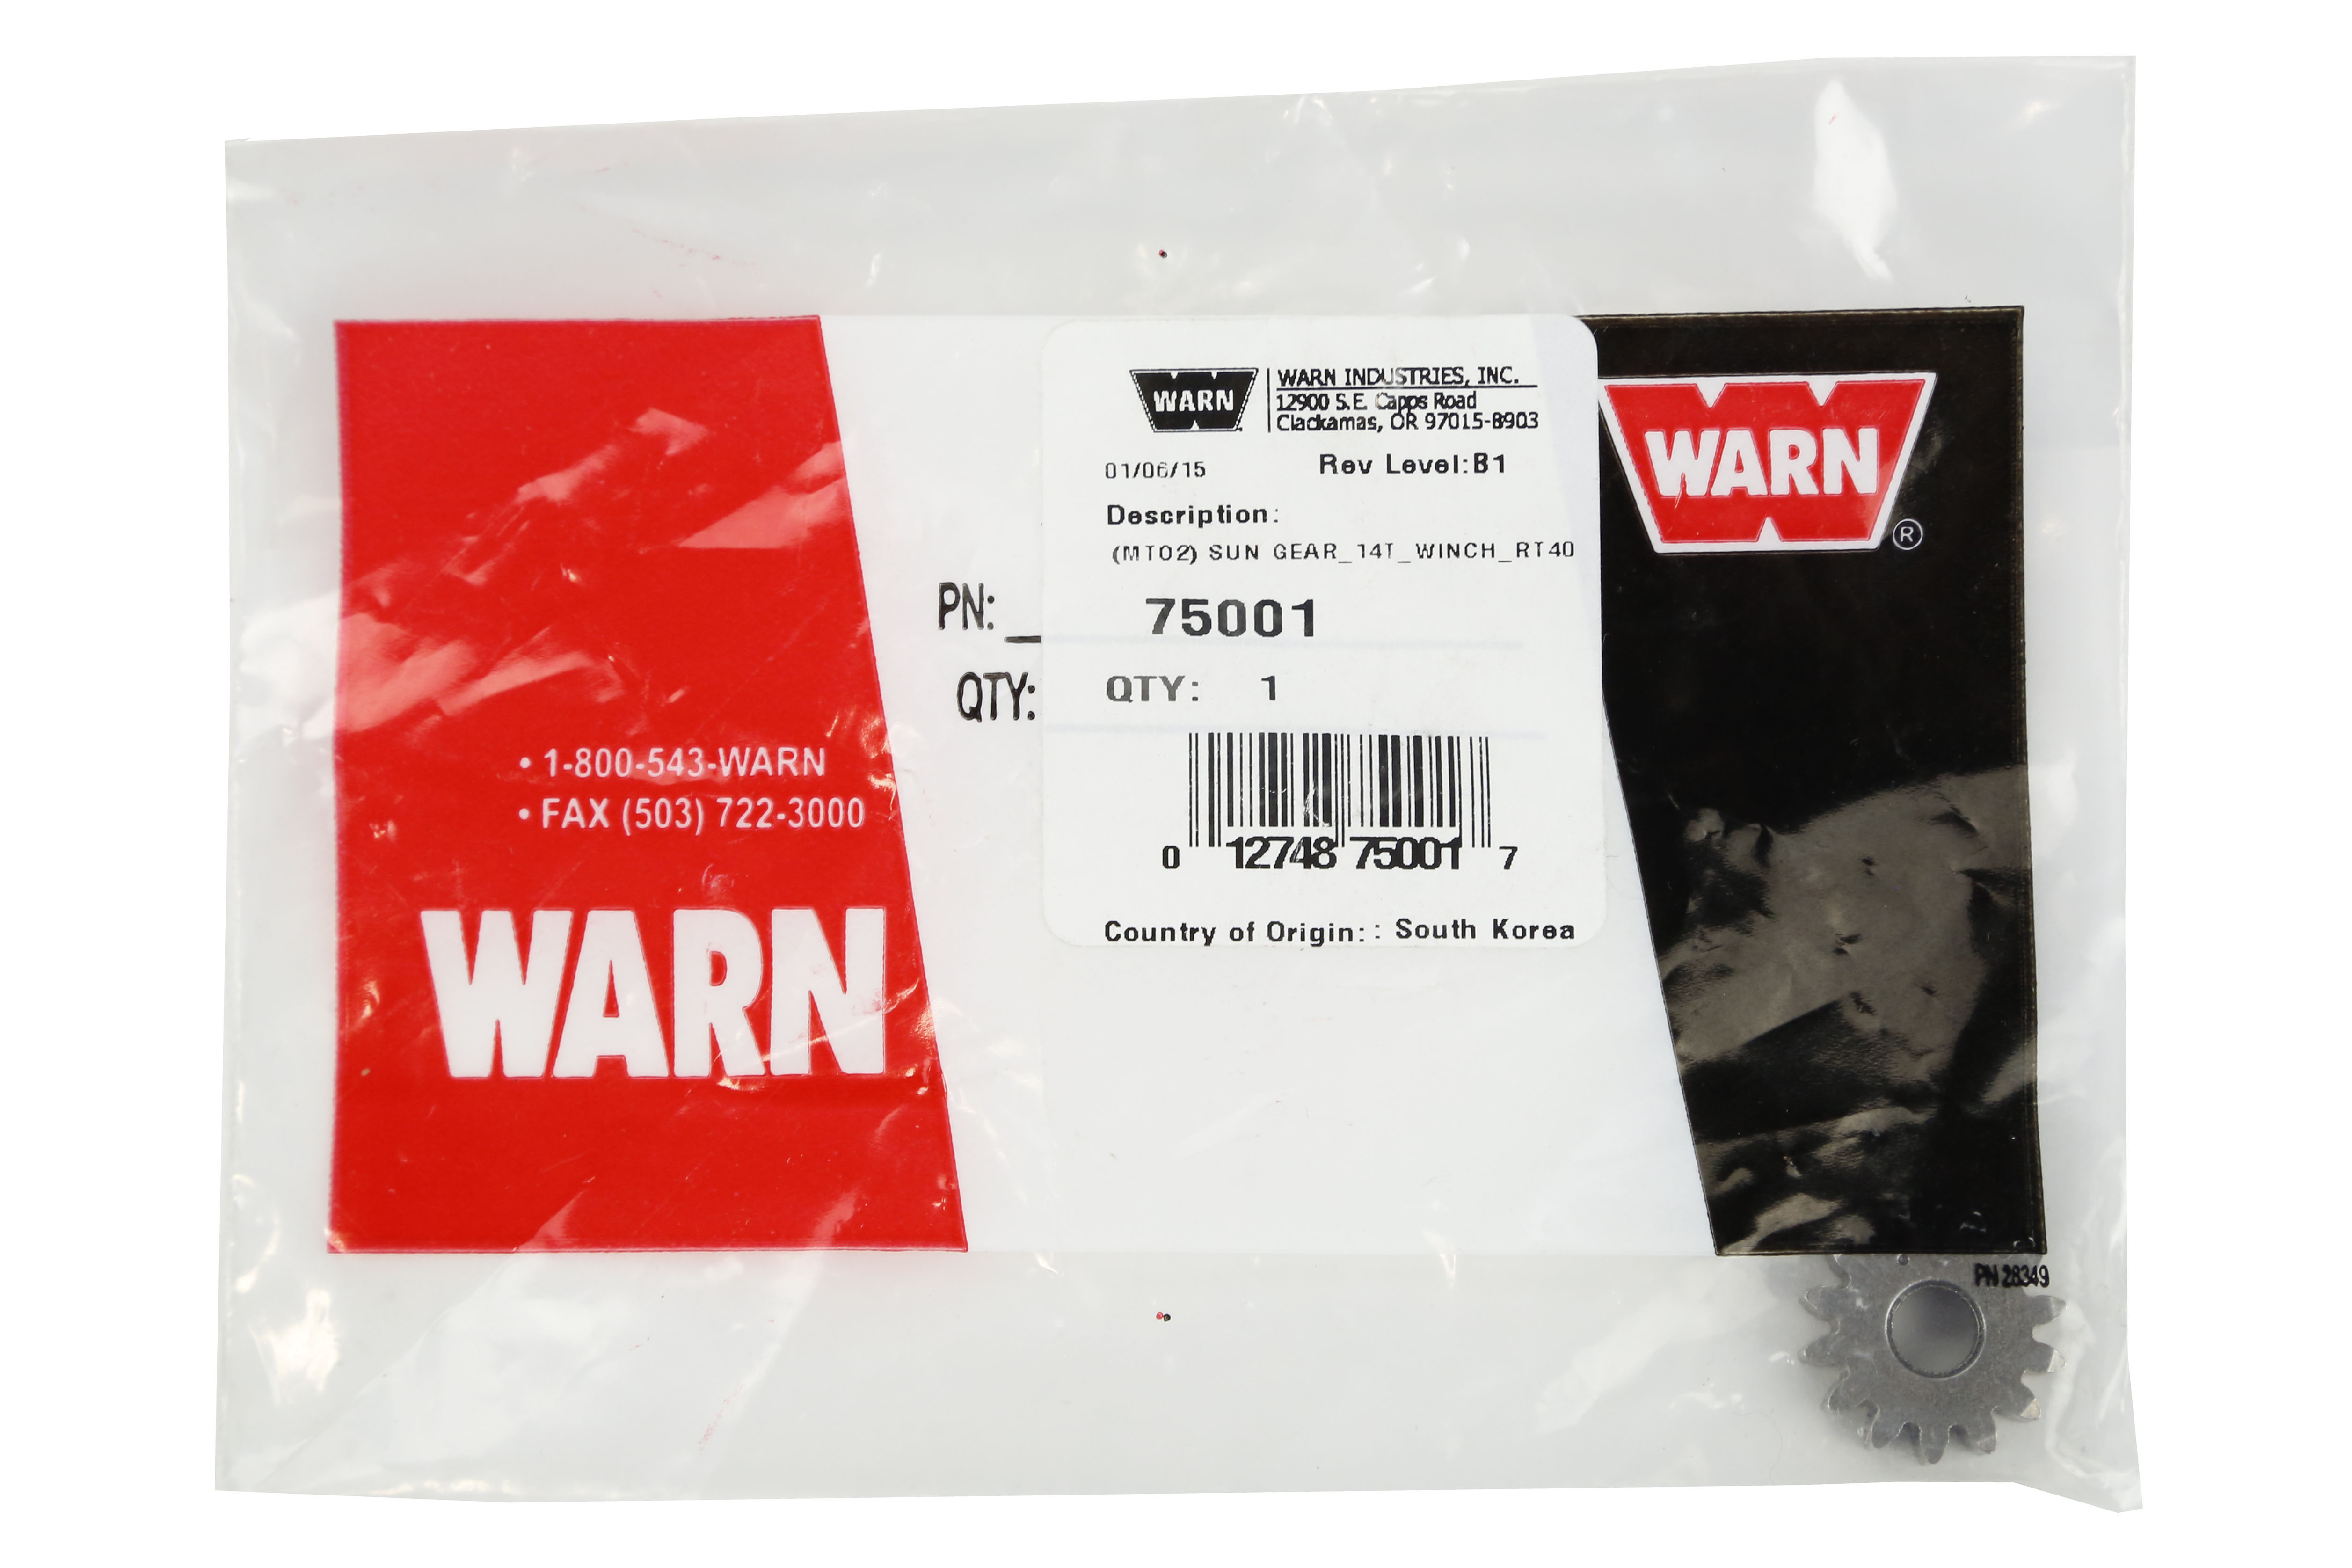 WARN
WARN INDUSTRIES, INC.
12900 S.E. Capps Road
Clackamas, OR 97015-8903
01/06/15 Rev Level:B1
Description:
(MT02) SUN GEAR_14T_WINCH_RT40
PN: _ 75001
QTY: QTY: 1
0 12748 75001 7
Country of Origin: : South Korea
• 1-800-543-WARN
• FAX (503) 722-3000
WARN
WARN
®
PN 28349